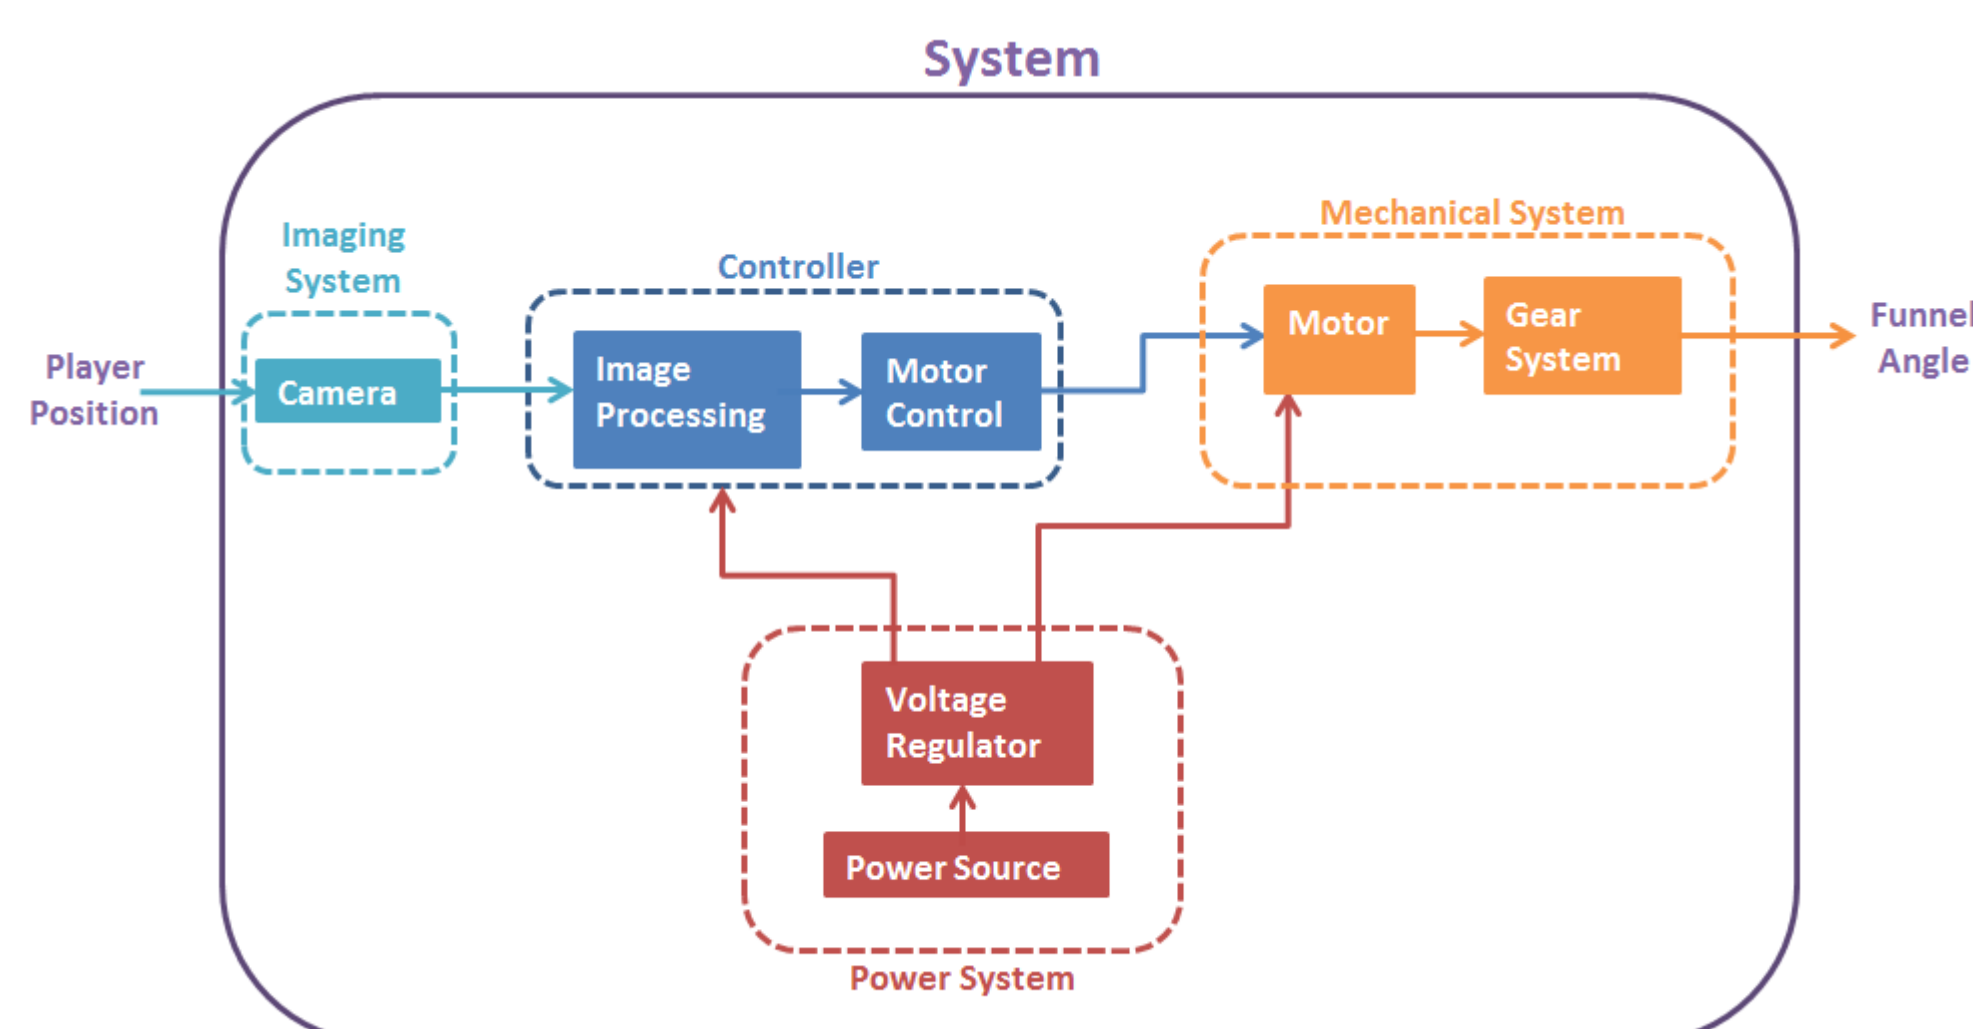 System
Imaging
System
Player
Position
Camera
Controller
Image
Processing
Motor
Control
Mechanical System
Motor
Gear
System
Funnel
Angle
Voltage
Regulator
Power Source
Power System